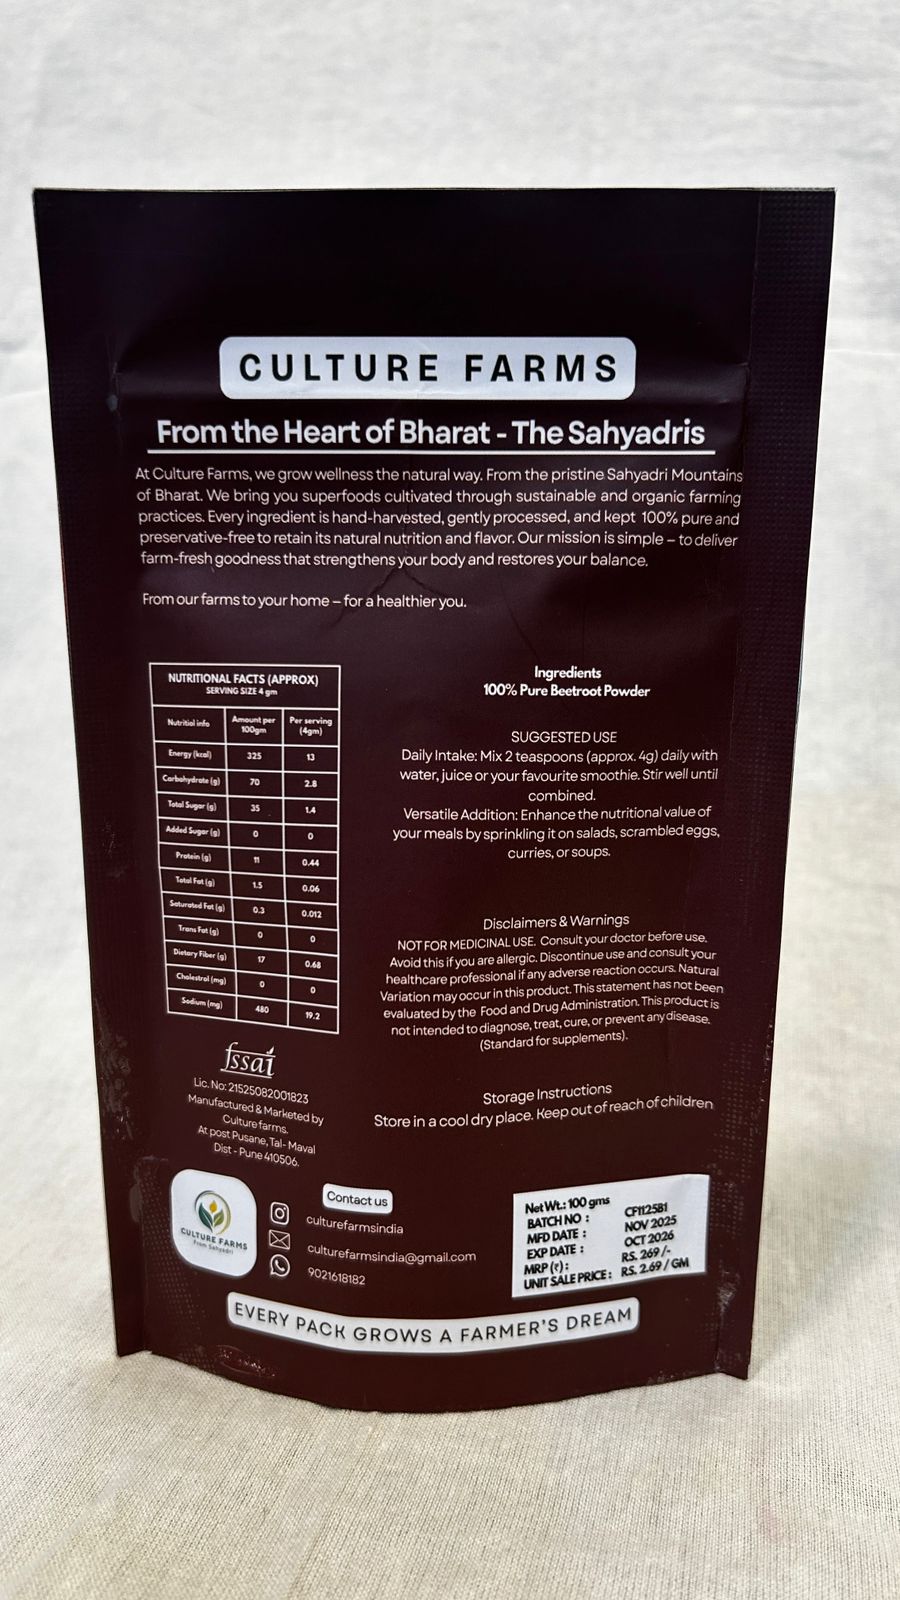 CULTURE FARMS
From the Heart of Bharat - The Sahyadris
At Culture Farms, we grow wellness the natural way. From the pristine Sahyadri Mountains
of Bharat. We bring you superfoods cultivated through sustainable and organic farming
practices. Every ingredient is hand-harvested, gently processed, and kept 100% pure and
preservative-free to retain its natural nutrition and flavor. Our mission is simple – to deliver
farm-fresh goodness that strengthens your body and restores your balance.
From our farms to your home – for a healthier you.
NUTRITIONAL FACTS (APPROX)
SERVING SIZE 4 gm
Nutritiol info Amount per 100gm Per serving (4gm)
Energy (kcal) 325 13
Carbohydrate (g) 70 2.8
Total Sugar (g) 35 1.4
Added Sugar (g) 0 0
Protein (g) 11 0.44
Total Fat (g) 1.5 0.06
Saturated Fat (g) 0.3 0.012
Trans Fat (g) 0 0
Dietary Fiber (g) 17 0.68
Cholestrol (mg) 0 0
Sodium (mg) 480 19.2
Ingredients
100% Pure Beetroot Powder
SUGGESTED USE
Daily Intake: Mix 2 teaspoons (approx. 4g) daily with
water, juice or your favourite smoothie. Stir well until
combined.
Versatile Addition: Enhance the nutritional value of
your meals by sprinkling it on salads, scrambled eggs,
curries, or soups.
Disclaimers & Warnings
NOT FOR MEDICINAL USE. Consult your doctor before use.
Avoid this if you are allergic. Discontinue use and consult your
healthcare professional if any adverse reaction occurs. Natural
Variation may occur in this product. This statement has not been
evaluated by the Food and Drug Administration. This product is
not intended to diagnose, treat, cure, or prevent any disease.
(Standard for supplements).
Storage Instructions
Store in a cool dry place. Keep out of reach of children
fssai
Lic. No: 21525082001823
Manufactured & Marketed by
Culture farms.
At post Pusane, Tal- Maval
Dist - Pune 410506.
CULTURE FARMS
From Sahyadri
Contact us
culturefarmsindia
culturefarmsindia@gmail.com
9021618182
Net Wt.: 100 gms
BATCH NO : CF1125B1
MFD DATE : NOV 2025
EXP DATE : OCT 2026
MRP (₹) : RS. 269 /-
UNIT SALE PRICE : RS. 2.69 / GM
EVERY PACK GROWS A FARMER'S DREAM